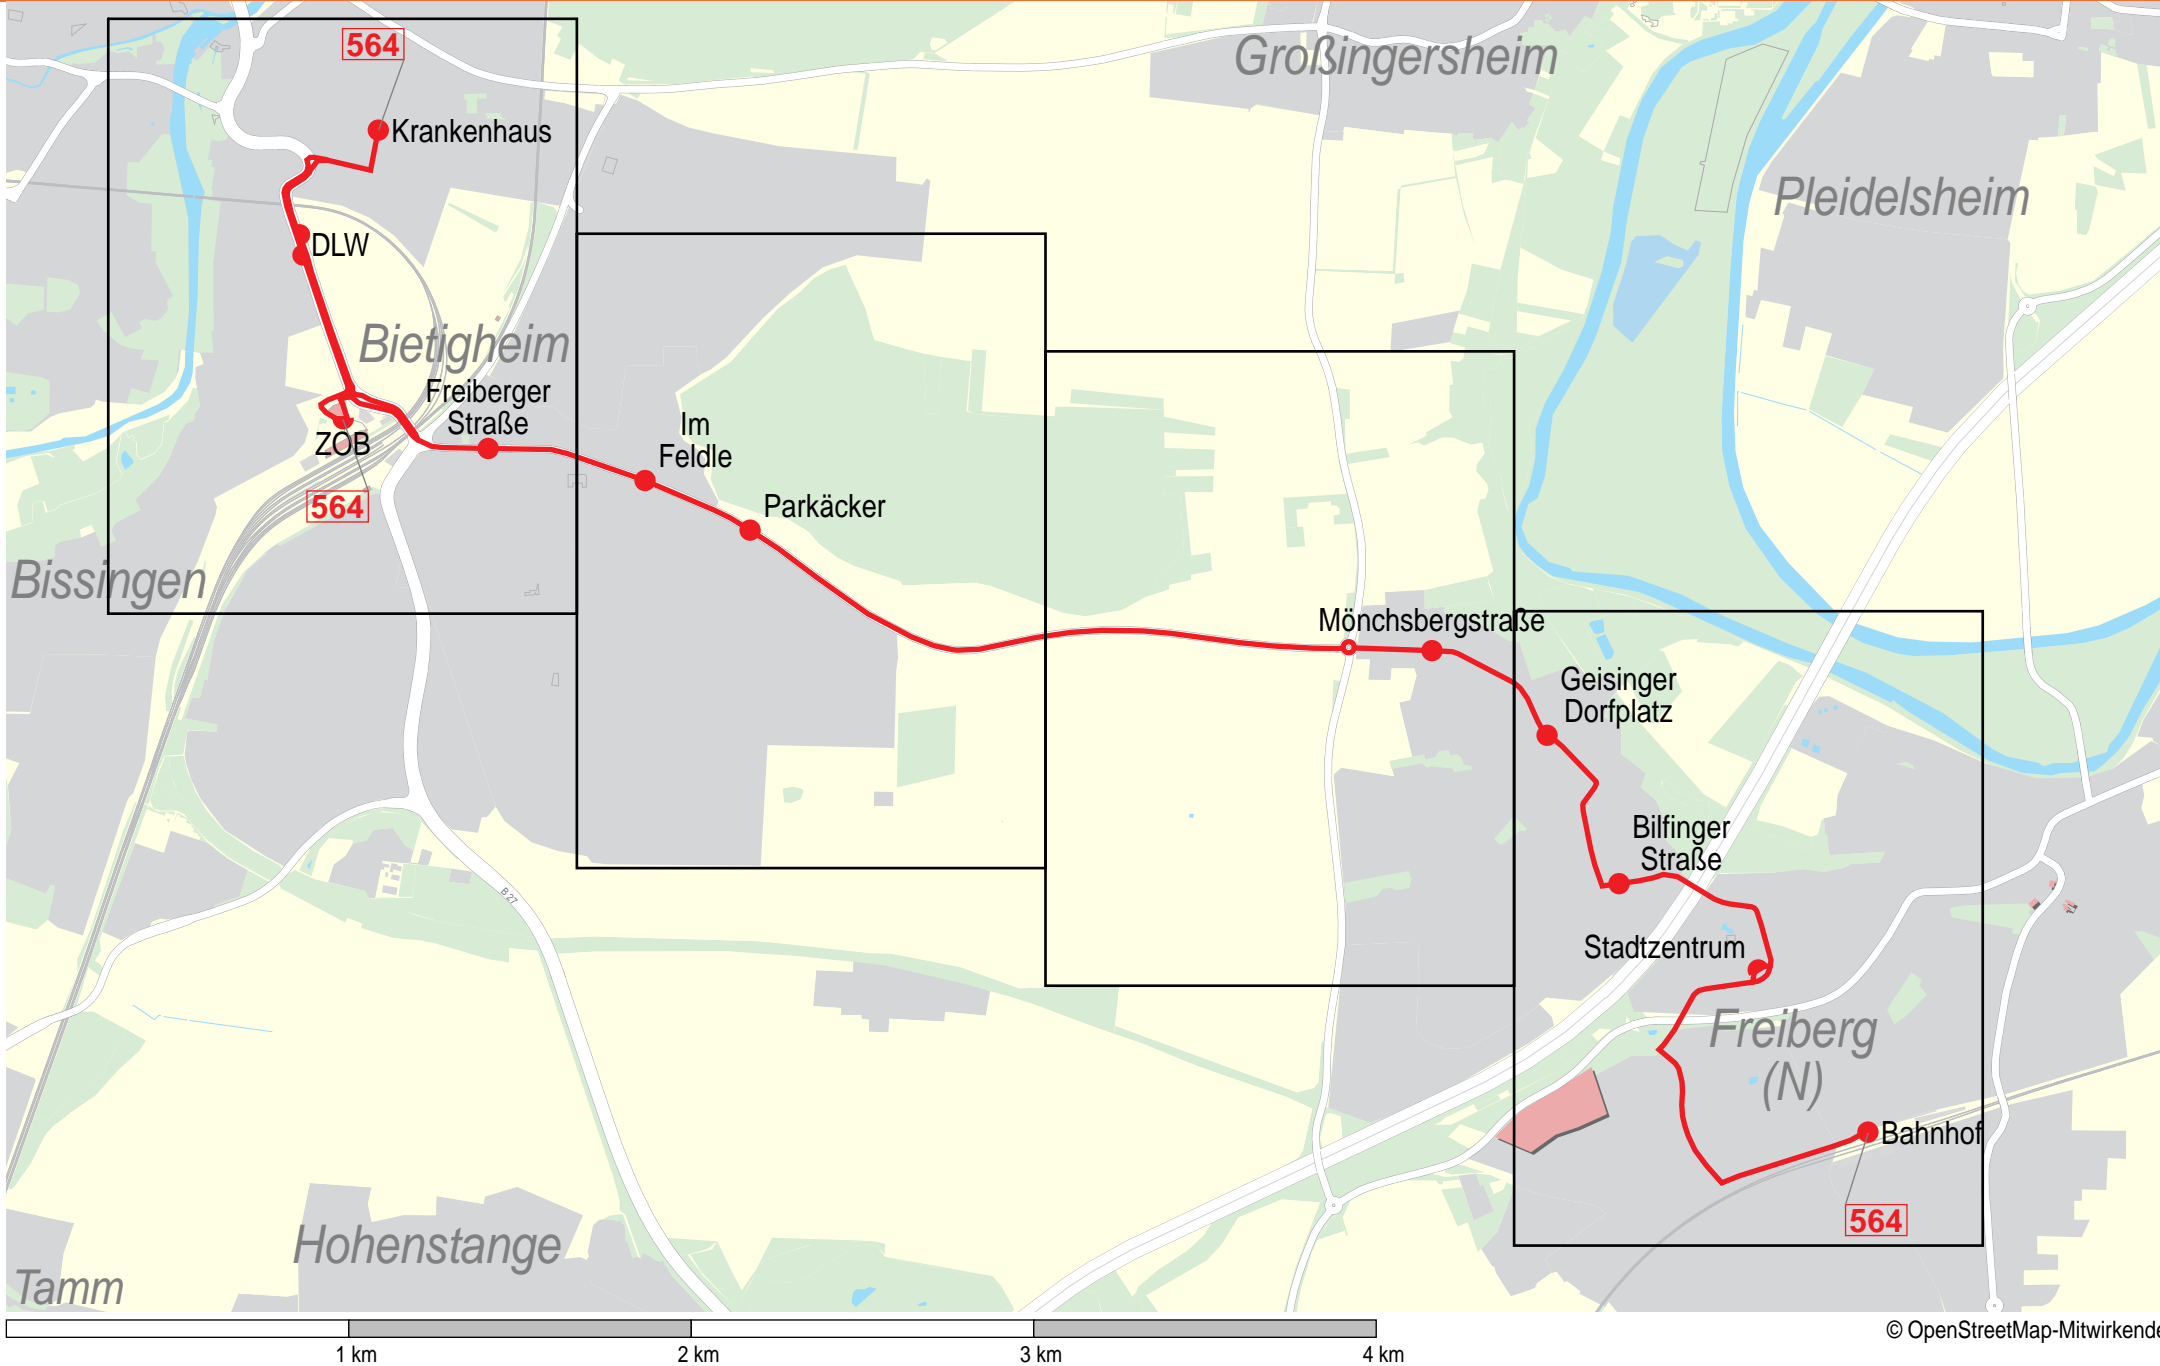 564
Großingersheim
Krankenhaus
Pleidelsheim
DLW
Bietigheim
Freiberger
Straße
Im
Feldle
ZOB
564
Parkäcker
Bissingen
Mönchsbergstraße
Geisinger
Dorfplatz
Bilfinger
Straße
B 27
Stadtzentrum
Freiberg
(N)
Bahnhof
564
Hohenstange
Tamm
© OpenStreetMap-Mitwirkende
1 km
2 km
3 km
4 km